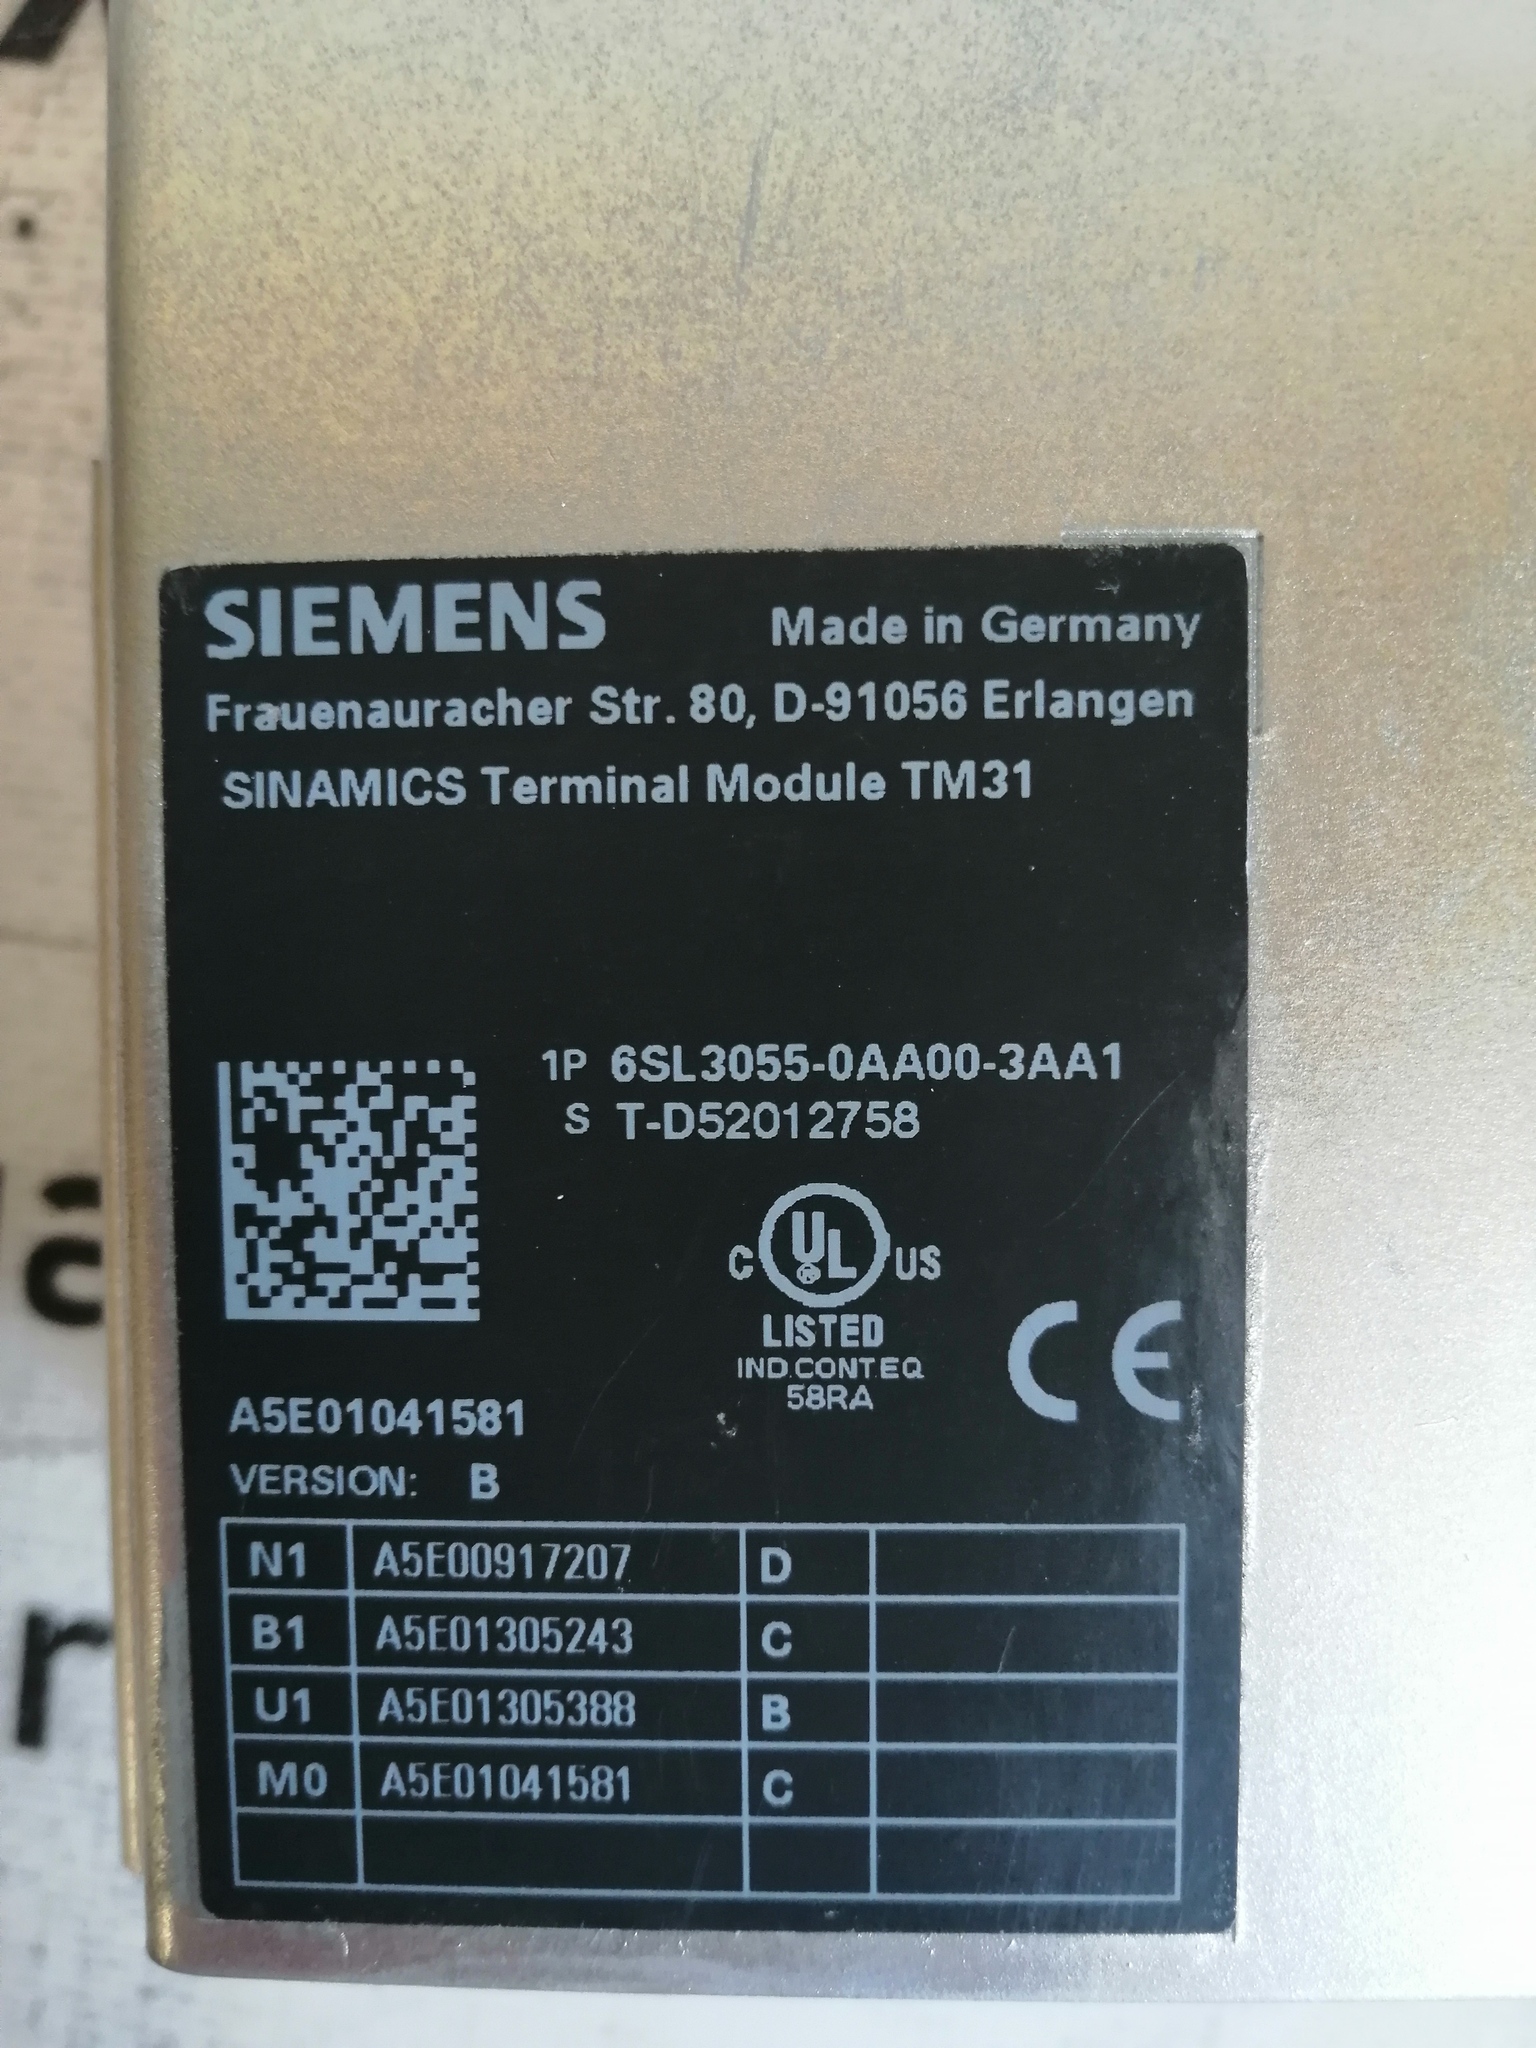 SIEMENS Made in Germany
Frauenauracher Str. 80, D-91056 Erlangen
SINAMICS Terminal Module TM31
1P 6SL3055-0AA00-3AA1
S T-D52012758
C UL US
LISTED
IND.CONT.EQ
58RA
CE
A5E01041581
VERSION: B
N1 A5E00917207 D
B1 A5E01305243 C
U1 A5E01305388 B
M0 A5E01041581 C